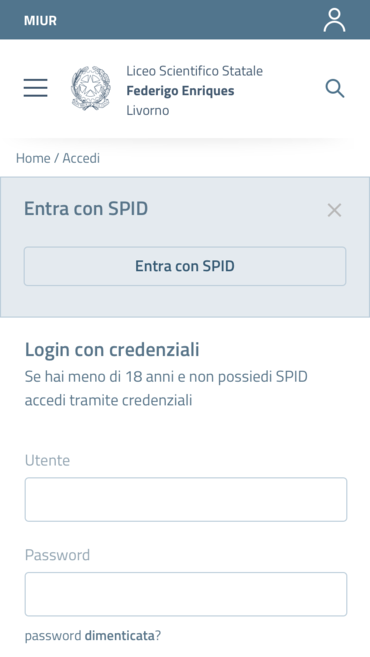 MIUR
Liceo Scientifico Statale
Federigo Enriques
Livorno
Home / Accedi
Entra con SPID
Entra con SPID
Login con credenziali
Se hai meno di 18 anni e non possiedi SPID
accedi tramite credenziali
Utente
Password
password dimenticata?